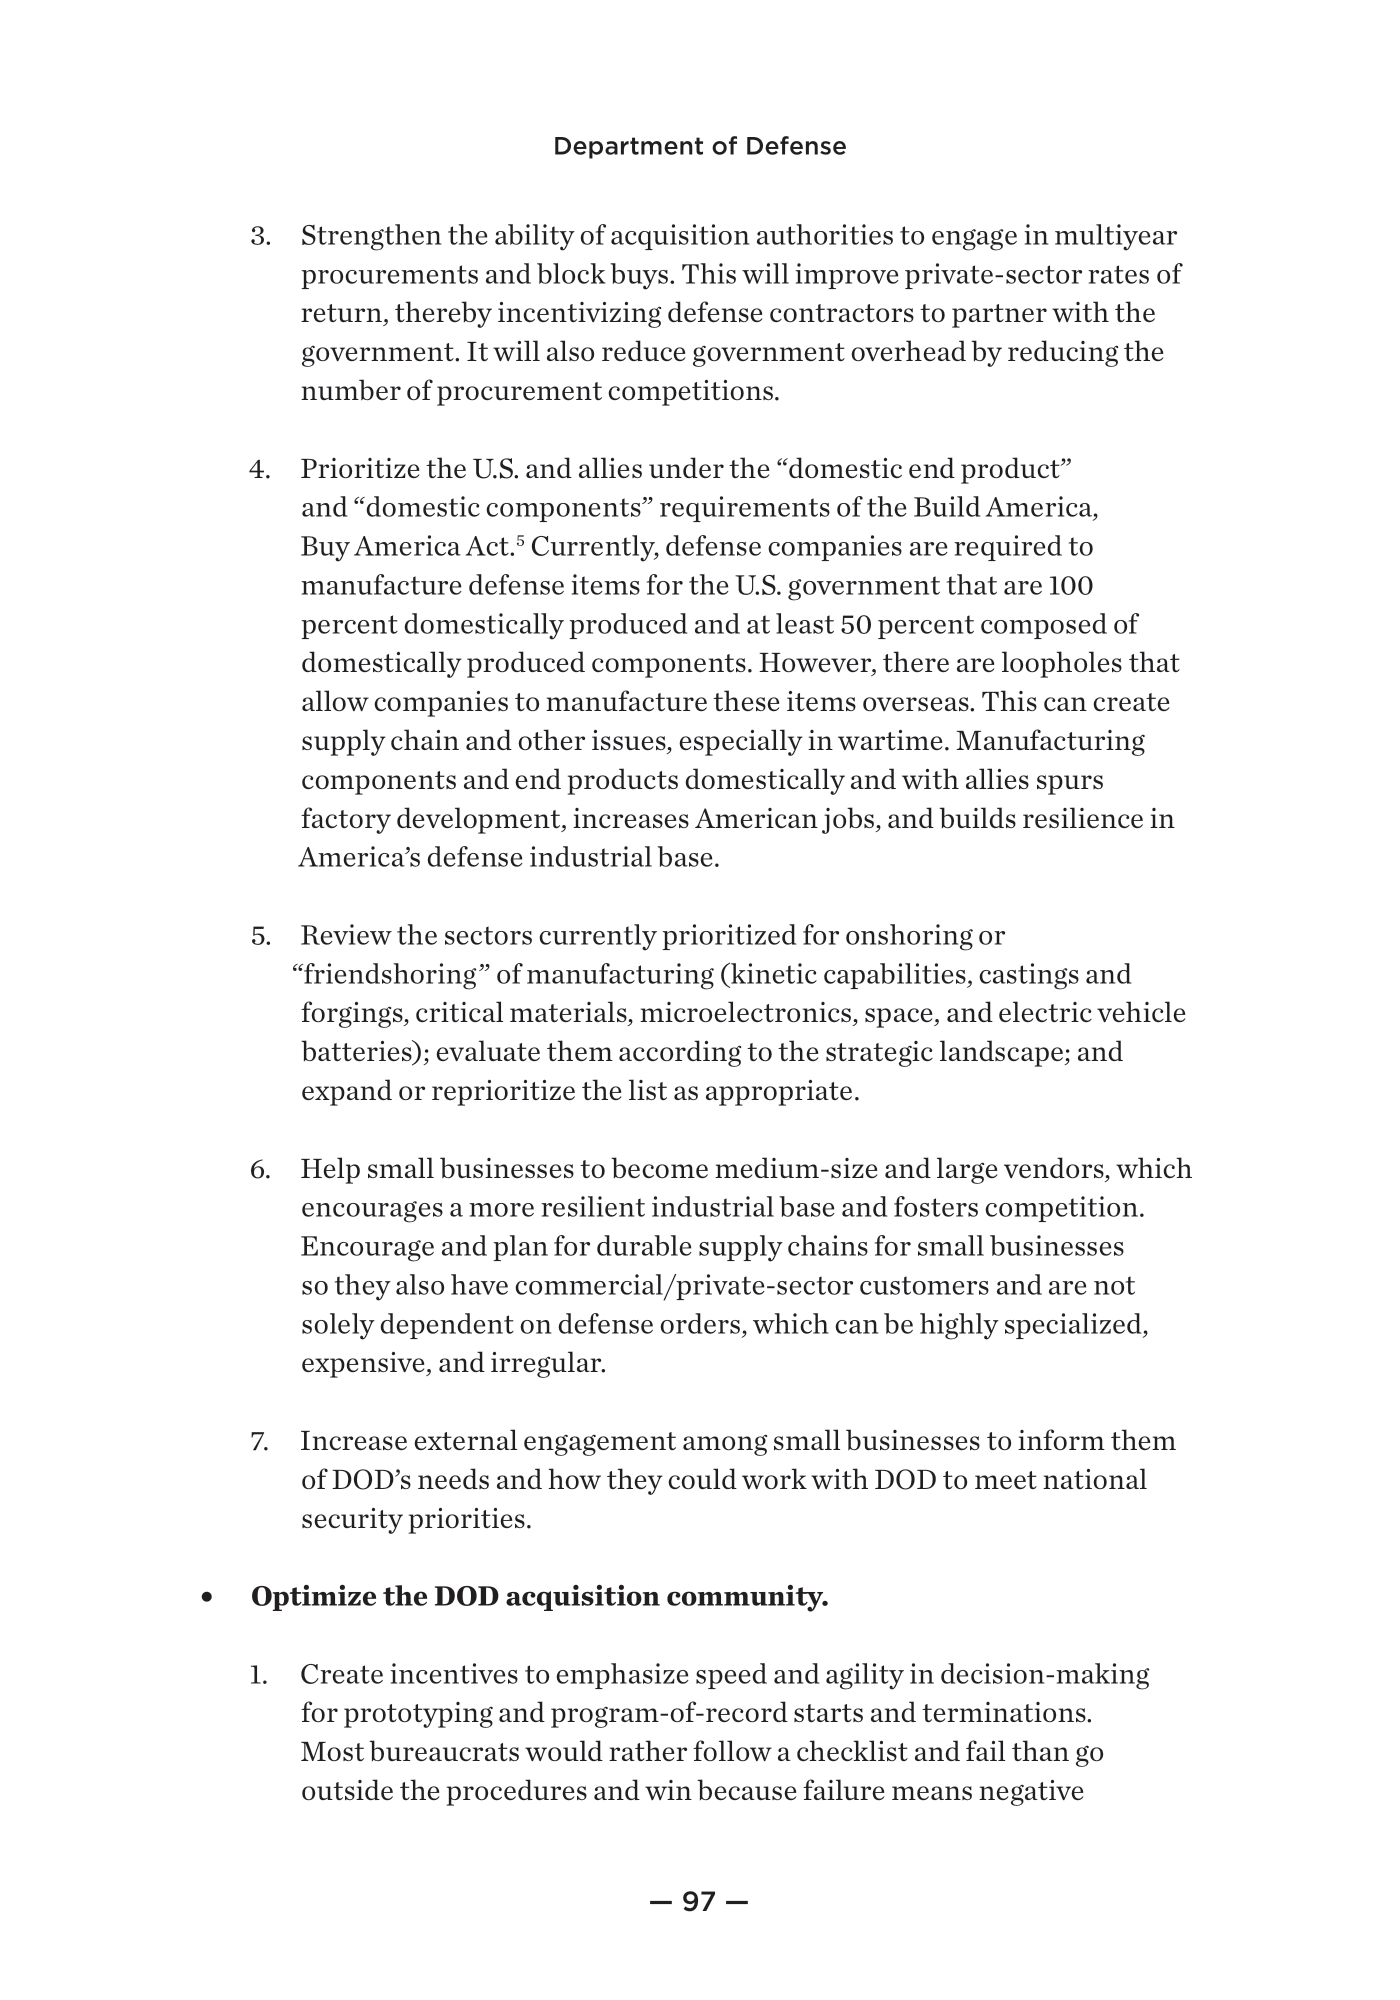 Department of Defense
3. Strengthen the ability of acquisition authorities to engage in multiyear
procurements and block buys. This will improve private-sector rates of
return, thereby incentivizing defense contractors to partner with the
government. It will also reduce government overhead by reducing the
number of procurement competitions.
4. Prioritize the U.S. and allies under the “domestic end product”
and “domestic components” requirements of the Build America,
Buy America Act.⁵ Currently, defense companies are required to
manufacture defense items for the U.S. government that are 100
percent domestically produced and at least 50 percent composed of
domestically produced components. However, there are loopholes that
allow companies to manufacture these items overseas. This can create
supply chain and other issues, especially in wartime. Manufacturing
components and end products domestically and with allies spurs
factory development, increases American jobs, and builds resilience in
America’s defense industrial base.
5. Review the sectors currently prioritized for onshoring or
“friendshoring” of manufacturing (kinetic capabilities, castings and
forgings, critical materials, microelectronics, space, and electric vehicle
batteries); evaluate them according to the strategic landscape; and
expand or reprioritize the list as appropriate.
6. Help small businesses to become medium-size and large vendors, which
encourages a more resilient industrial base and fosters competition.
Encourage and plan for durable supply chains for small businesses
so they also have commercial/private-sector customers and are not
solely dependent on defense orders, which can be highly specialized,
expensive, and irregular.
7. Increase external engagement among small businesses to inform them
of DOD’s needs and how they could work with DOD to meet national
security priorities.
• Optimize the DOD acquisition community.
1. Create incentives to emphasize speed and agility in decision-making
for prototyping and program-of-record starts and terminations.
Most bureaucrats would rather follow a checklist and fail than go
outside the procedures and win because failure means negative
— 97 —